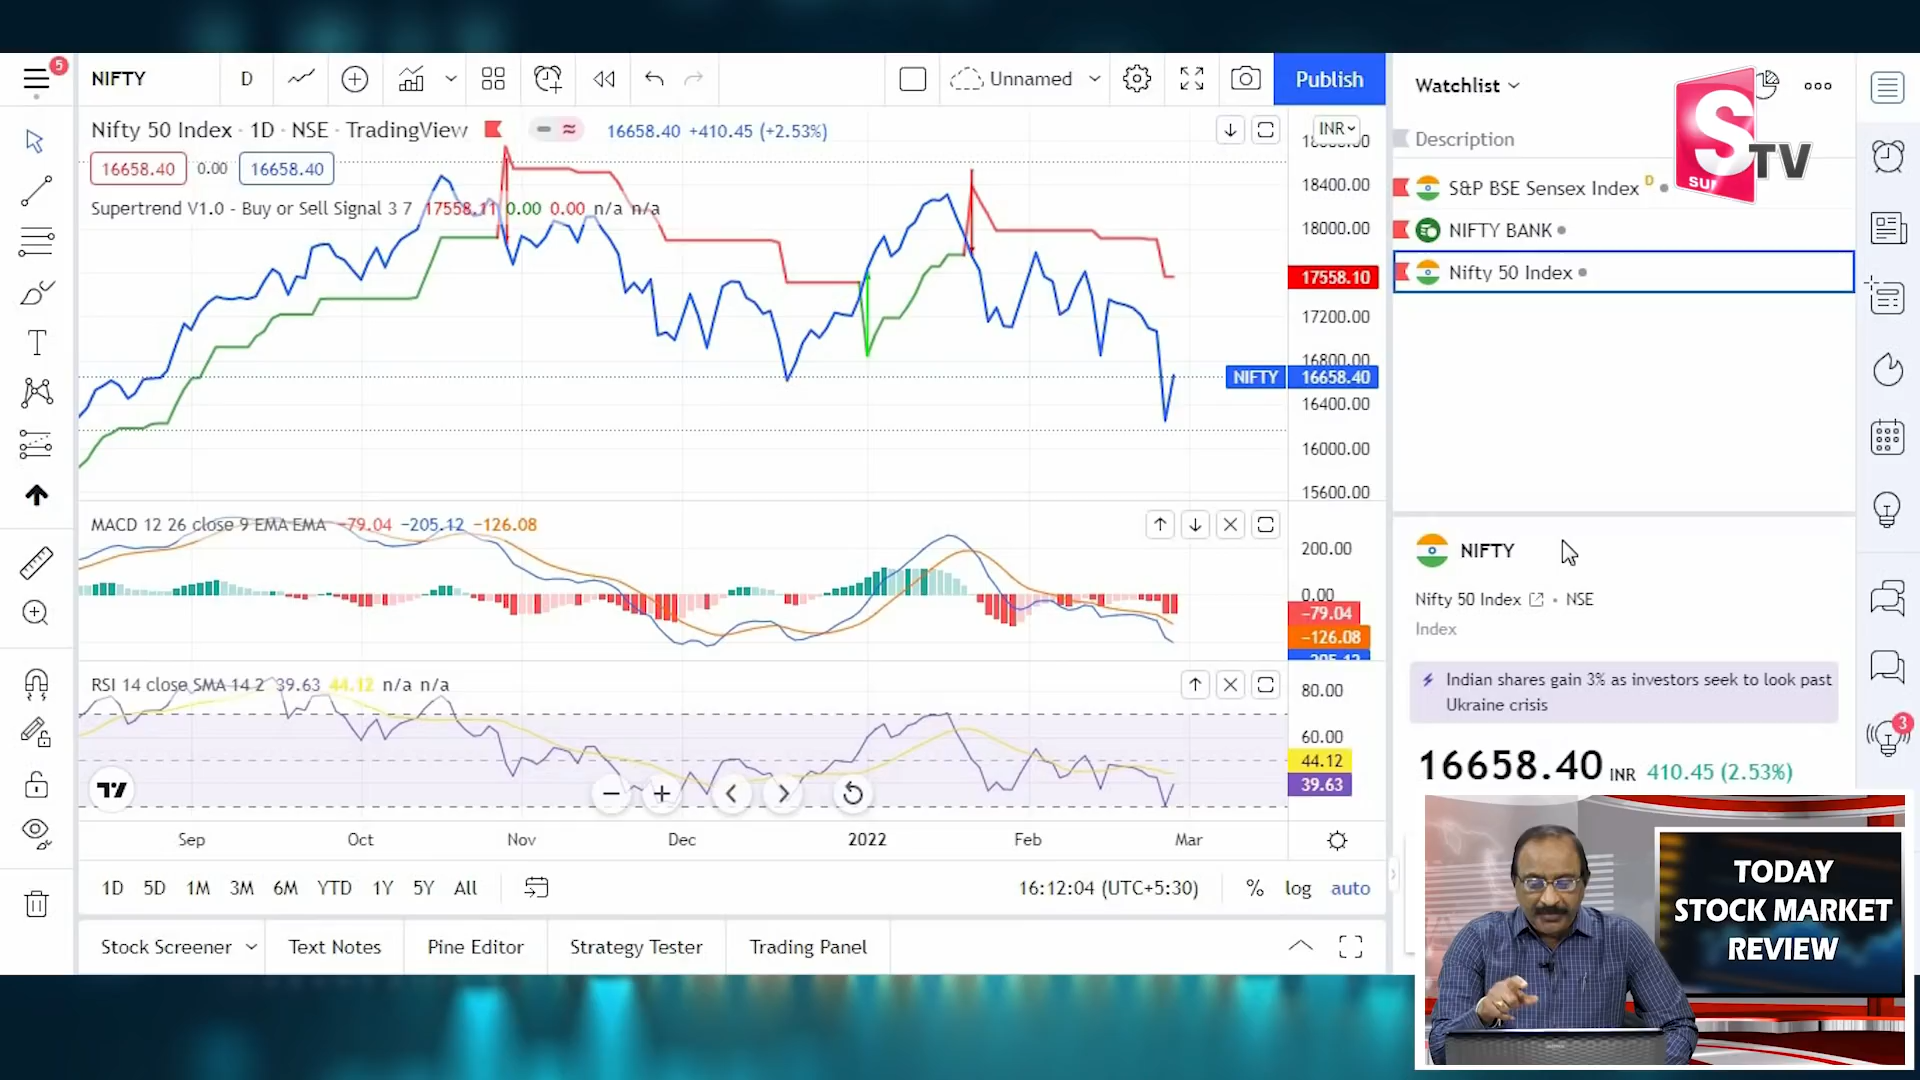 5
NIFTY
D
Unnamed
Publish
Watchlist
S
TV
Nifty 50 Index · 1D · NSE · TradingView
16658.40 +410.45 (+2.53%)
INR
Description
16658.40 0.00 16658.40
Supertrend V1.0 - Buy or Sell Signal 3 7 17558.11 0.00 0.00 n/a n/a
18400.00
18000.00
17558.10
17200.00
16800.00
NIFTY 16658.40
16400.00
16000.00
15600.00
S&P BSE Sensex Index D
NIFTY BANK
Nifty 50 Index
MACD 12 26 close 9 EMA EMA −79.04 −205.12 −126.08
200.00
0.00
−79.04
−126.08
RSI 14 close SMA 14 2 39.63 44.12 n/a n/a
80.00
60.00
44.12
39.63
Sep Oct Nov Dec 2022 Feb Mar
NIFTY
Nifty 50 Index · NSE
Index
Indian shares gain 3% as investors seek to look past
Ukraine crisis
16658.40 INR 410.45 (2.53%)
3
1D 5D 1M 3M 6M YTD 1Y 5Y All
16:12:04 (UTC+5:30) % log auto
Stock Screener Text Notes Pine Editor Strategy Tester Trading Panel
TODAY
STOCK MARKET
REVIEW